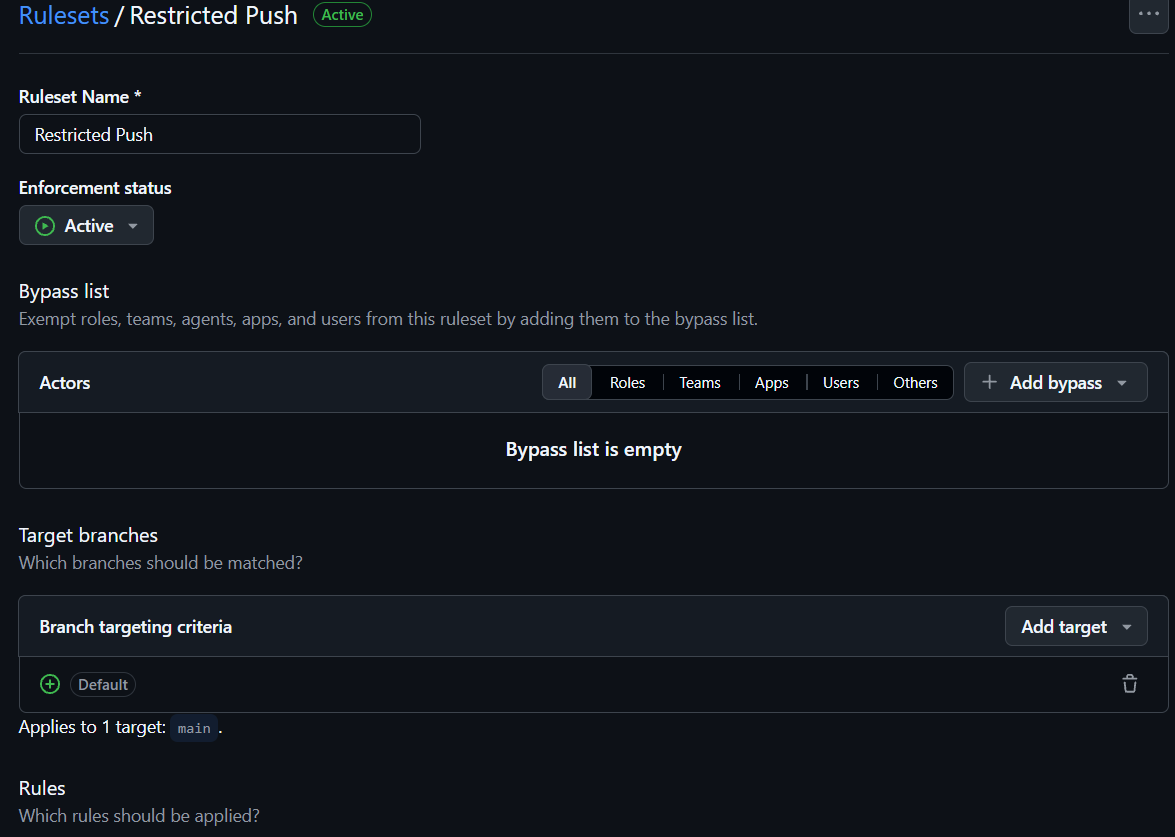 Rulesets / Restricted Push Active
Ruleset Name *
Restricted Push
Enforcement status
Active
Bypass list
Exempt roles, teams, agents, apps, and users from this ruleset by adding them to the bypass list.
Actors All Roles Teams Apps Users Others Add bypass
Bypass list is empty
Target branches
Which branches should be matched?
Branch targeting criteria Add target
Default
Applies to 1 target: main .
Rules
Which rules should be applied?